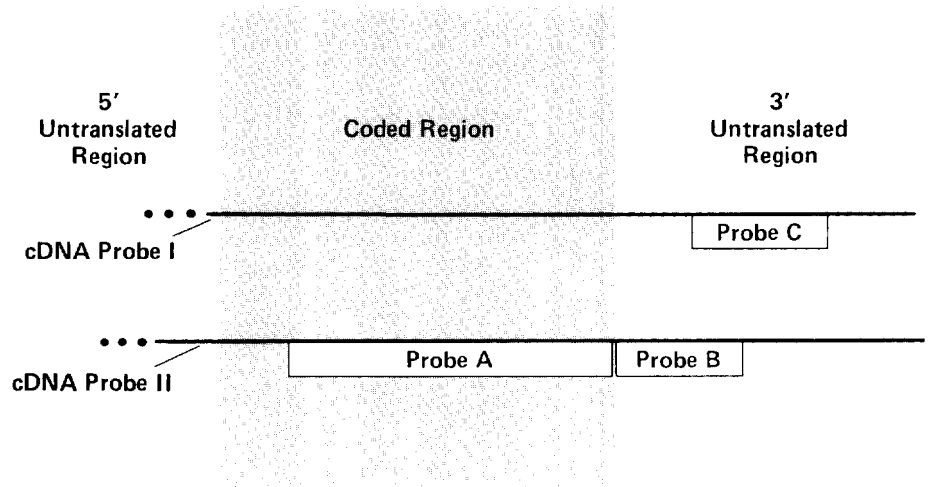 5′
Untranslated
Region
Coded Region
3′
Untranslated
Region
cDNA Probe I
Probe C
cDNA Probe II
Probe A
Probe B